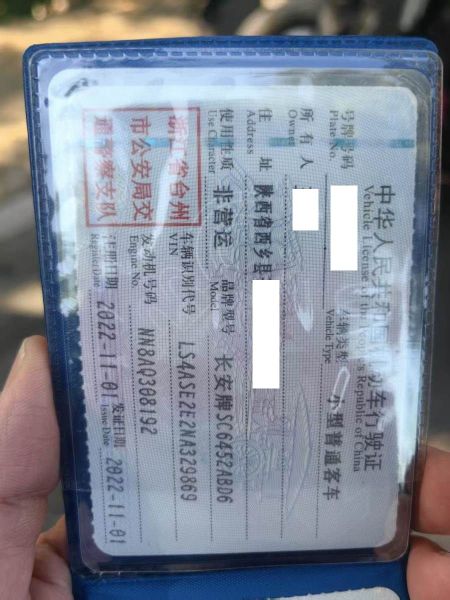 中华人民共和国机动车行驶证
Vehicle License of the People's Republic of China
号牌号码 车辆类型 小型普通客车
Plate No. Vehicle Type
所有人
Owner
住址 陕西省西乡县
Address
使用性质 非营运 品牌型号 长安牌SC6452ABD6
Use Character Model
浙江省台州
市公安局交
通警察支队
车辆识别代号 LS4ASE2E2NA329869
VIN
发动机号码 NN8AQ308192
Engine No.
注册日期 2022-11-01 发证日期 2022-11-01
Register Date Issue Date